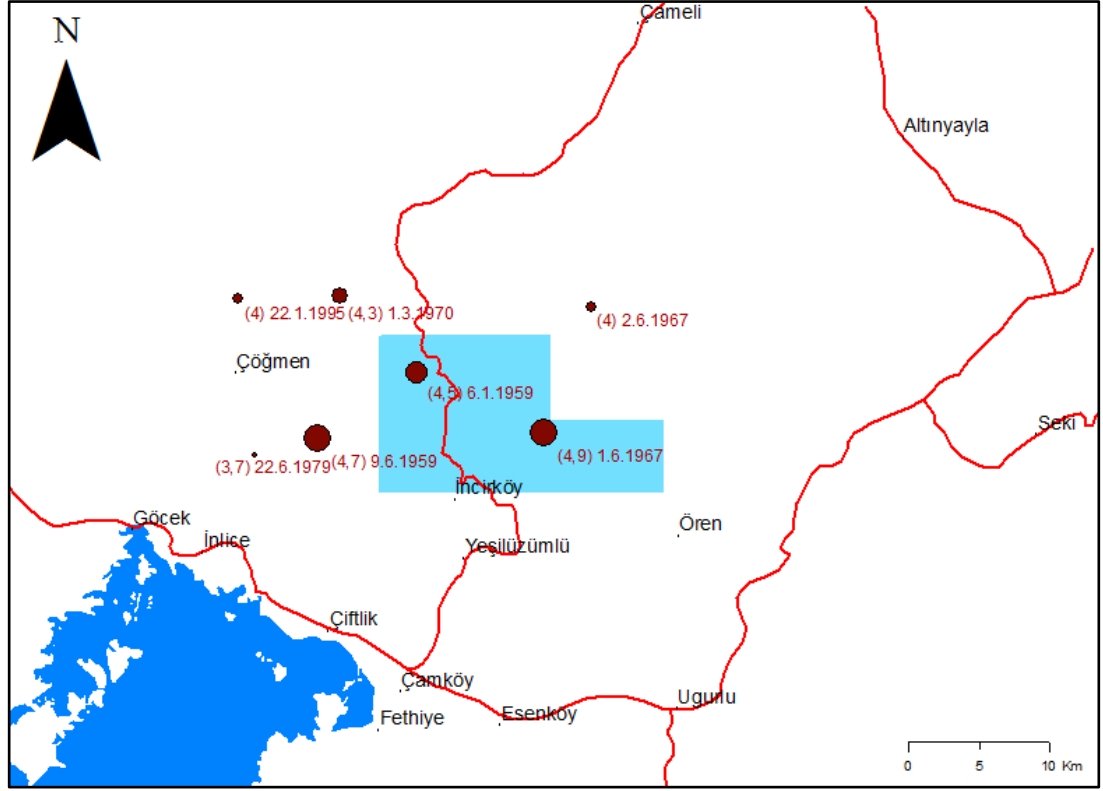 N
Çameli
Altınyayla
(4) 22.1.1995
(4,3) 1.3.1970
(4) 2.6.1967
Çöğmen
(4,5) 6.1.1959
Seki
(3,7) 22.6.1979
(4,7) 9.6.1959
(4,9) 1.6.1967
İncirköy
Göcek
İnlice
Ören
Yeşilüzümlü
Çiftlik
Çamköy
Ugurlu
Fethiye
Esenköy
0 5 10 Km